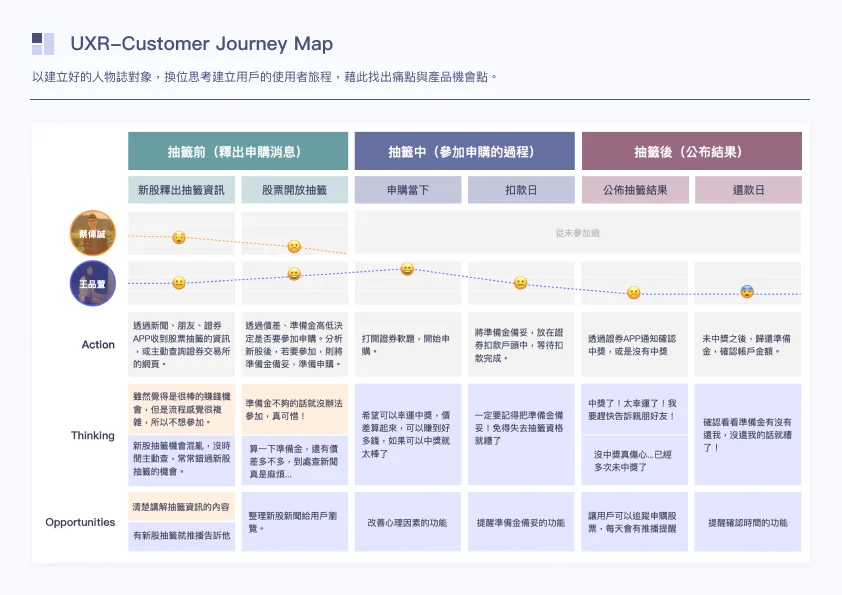 UXR-Customer Journey Map
以建立好的人物誌對象，換位思考建立用戶的使用者旅程，藉此找出痛點與產品機會點。
抽籤前（釋出申購消息）
抽籤中（參加申購的過程）
抽籤後（公布結果）
新股釋出抽籤資訊
股票開放抽籤
申購當下
扣款日
公佈抽籤結果
還款日
蔡偉誠
從未參加過
王品萱
Action
透過新聞、朋友、證券
APP收到股票抽籤的資訊
，或主動查詢證券交易所
的網頁。
透過價差、準備金高低決
定是否要參加申購。分析
新股後，若要參加，則將
準備金備妥，準備申購。
打開證券軟題，開始申
購。
將準備金備妥，放在證
券扣款戶頭中，等待扣
款完成。
透過證券APP通知確認
中獎，或是沒有中獎
未中獎之後，歸還準備
金，確認帳戶金額。
Thinking
雖然覺得是很棒的賺錢機
會，但是流程感覺很複
雜，所以不想參加。
新股抽籤機會混亂，沒時
間主動查，常常錯過新股
抽籤的機會。
準備金不夠的話就沒辦法
參加，真可惜！
算一下準備金，還有價
差多不多，到處查新聞
真是麻煩...
希望可以幸運中獎，價
差算起來，可以賺到好
多錢，如果可以中獎就
太棒了
一定要記得把準備金備
妥！免得失去抽籤資格
就糟了
中獎了！太幸運了！我
要趕快告訴親朋好友！
沒中獎真傷心...已經
多次未中獎了
確認看看準備金有沒有
還我，沒還我的話就糟
了！
Opportunities
清楚講解抽籤資訊的內容
有新股抽籤就推播告訴他
整理新股新聞給用戶瀏
覽。
改善心理因素的功能
提醒準備金備妥的功能
讓用戶可以追蹤申購股
票，每天會有推播提醒
提醒確認時間的功能